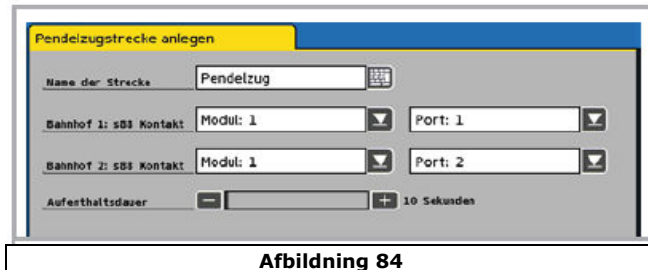 Pendelzugstrecke anlegen
Name der Strecke Pendelzug
Bahnhof 1: s88 Kontakt Modul: 1 Port: 1
Bahnhof 2: s88 Kontakt Modul: 1 Port: 2
Aufenthaltsdauer 10 Sekunden
Afbildning 84